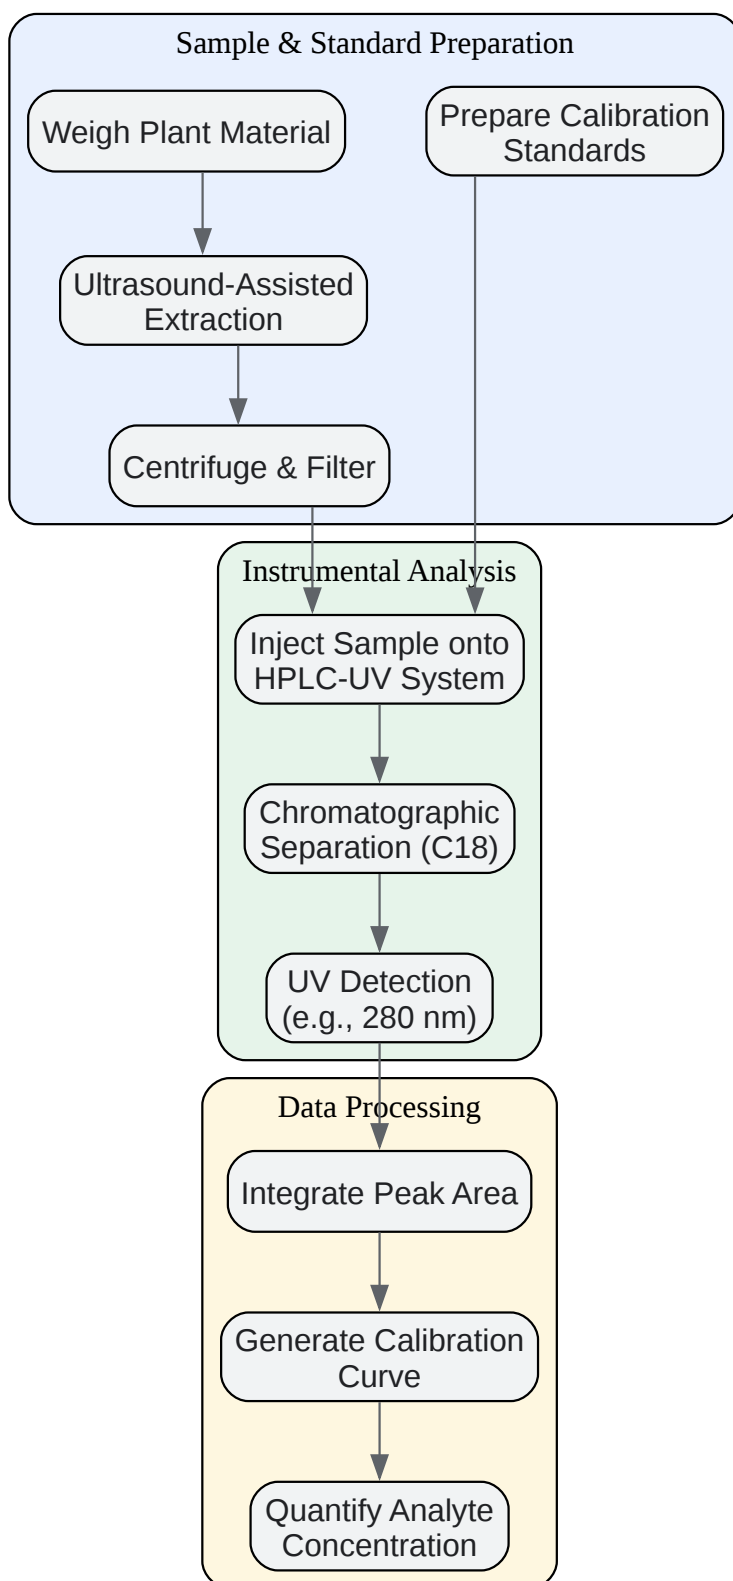 Sample & Standard Preparation
Weigh Plant Material
Prepare Calibration
Standards
Ultrasound-Assisted
Extraction
Centrifuge & Filter
Instrumental Analysis
Inject Sample onto
HPLC-UV System
Chromatographic
Separation (C18)
UV Detection
(e.g., 280 nm)
Data Processing
Integrate Peak Area
Generate Calibration
Curve
Quantify Analyte
Concentration